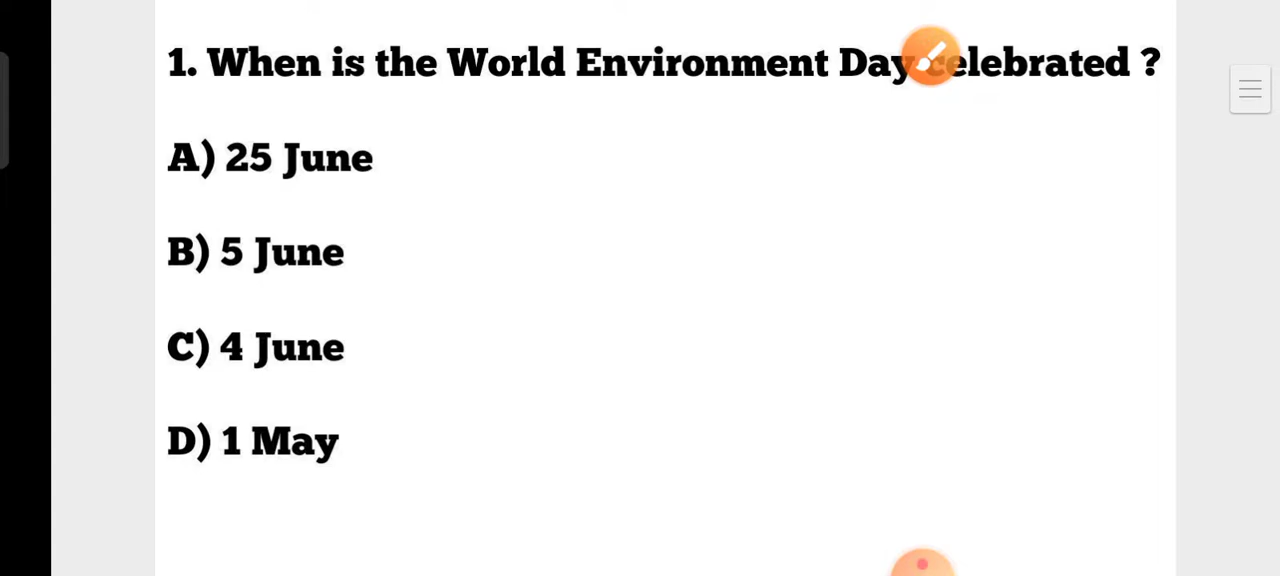 1. When is the World Environment Day celebrated ?
A) 25 June
B) 5 June
C) 4 June
D) 1 May